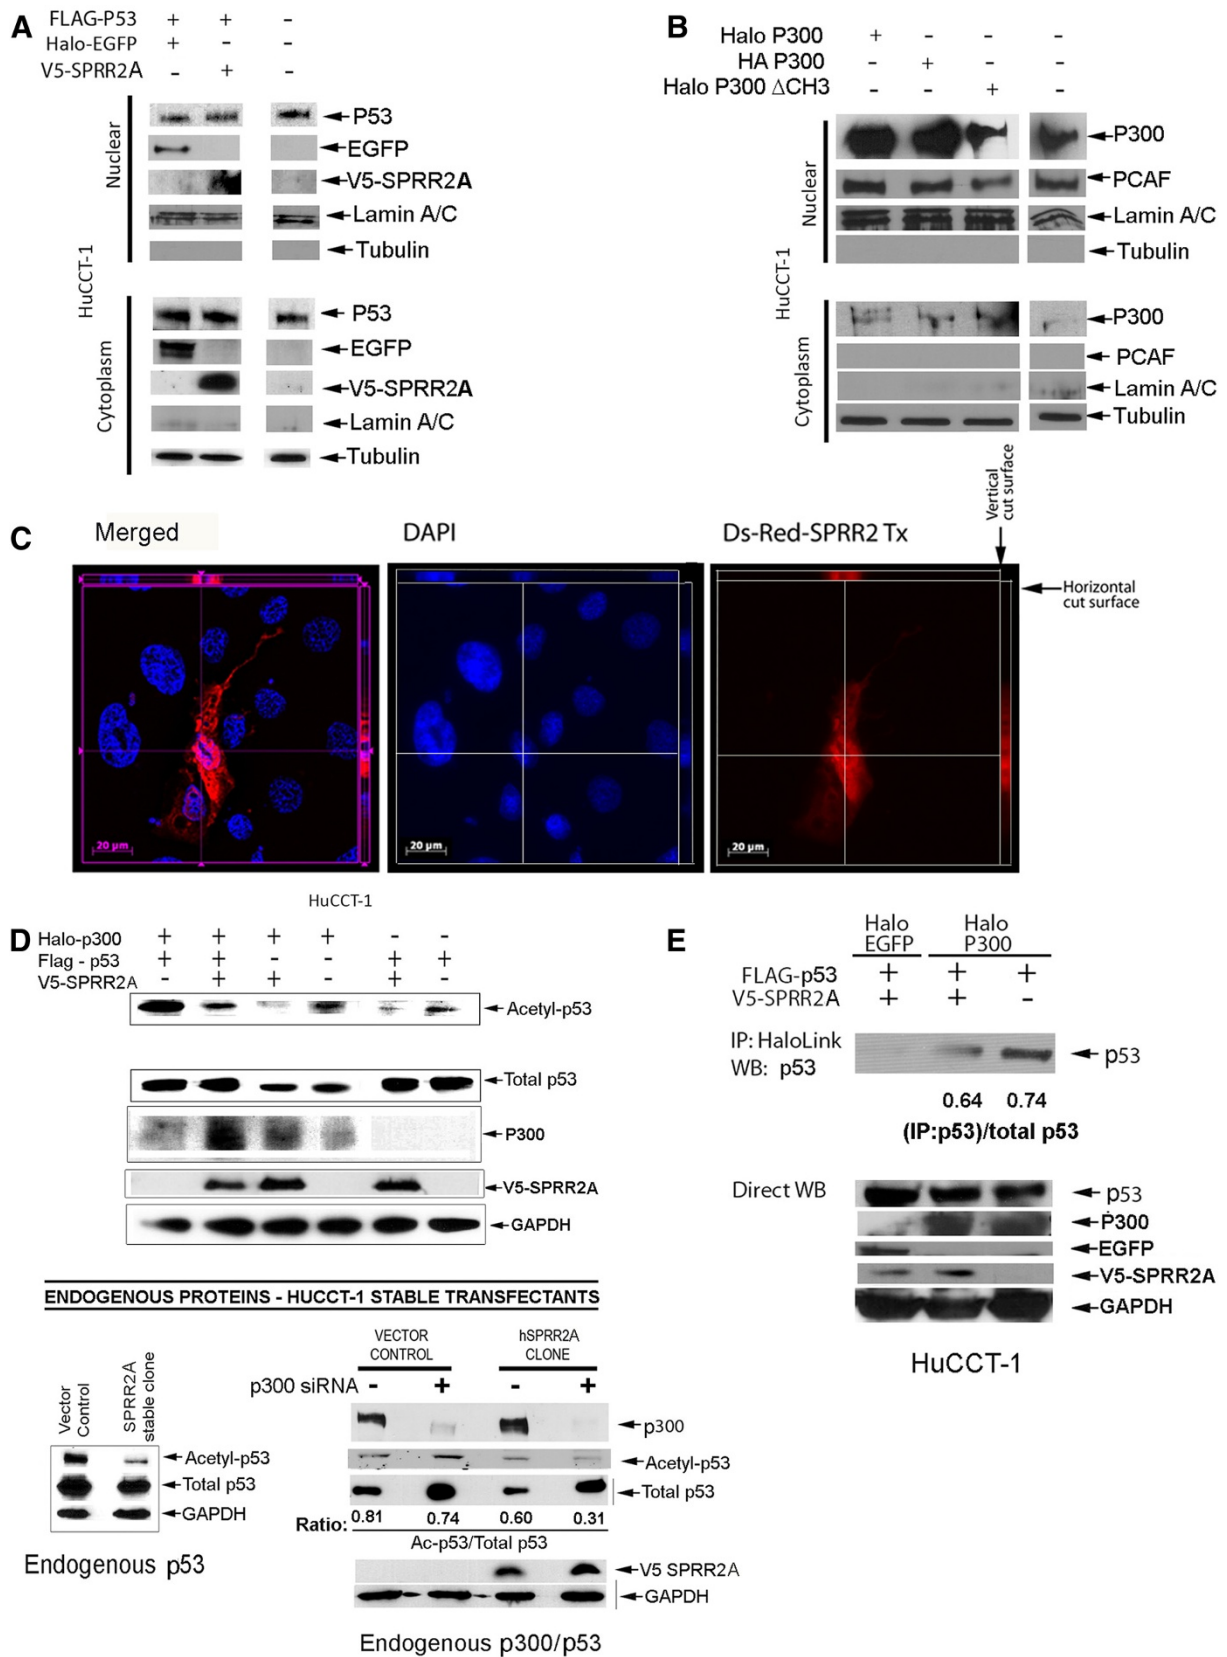 A
FLAG-P53 + + -
Halo-EGFP + - -
V5-SPRR2A - + -
HuCCT-1
Nuclear
P53
EGFP
V5-SPRR2A
Lamin A/C
Tubulin
Cytoplasm
P53
EGFP
V5-SPRR2A
Lamin A/C
Tubulin
B
Halo P300 + - - -
HA P300 - + - -
Halo P300 ΔCH3 - - + -
HuCCT-1
Nuclear
P300
PCAF
Lamin A/C
Tubulin
Cytoplasm
P300
PCAF
Lamin A/C
Tubulin
C
Merged
DAPI
Ds-Red-SPRR2 Tx
Vertical
cut surface
Horizontal
cut surface
20 µm
20 µm
20 µm
HuCCT-1
D
Halo-p300 + + + + - -
Flag - p53 + + - - + +
V5-SPRR2A - + + - + -
Acetyl-p53
Total p53
P300
V5-SPRR2A
GAPDH
ENDOGENOUS PROTEINS - HUCCT-1 STABLE TRANSFECTANTS
Vector
Control
SPRR2A
stable clone
Acetyl-p53
Total p53
GAPDH
Endogenous p53
VECTOR
CONTROL
hSPRR2A
CLONE
p300 siRNA - + - +
p300
Acetyl-p53
Total p53
Ratio: 0.81 0.74 0.60 0.31
Ac-p53/Total p53
V5 SPRR2A
GAPDH
Endogenous p300/p53
E
Halo
EGFP
Halo
P300
FLAG-p53 + + +
V5-SPRR2A + + -
IP: HaloLink
WB: p53
p53
0.64 0.74
(IP:p53)/total p53
Direct WB
p53
P300
EGFP
V5-SPRR2A
GAPDH
HuCCT-1